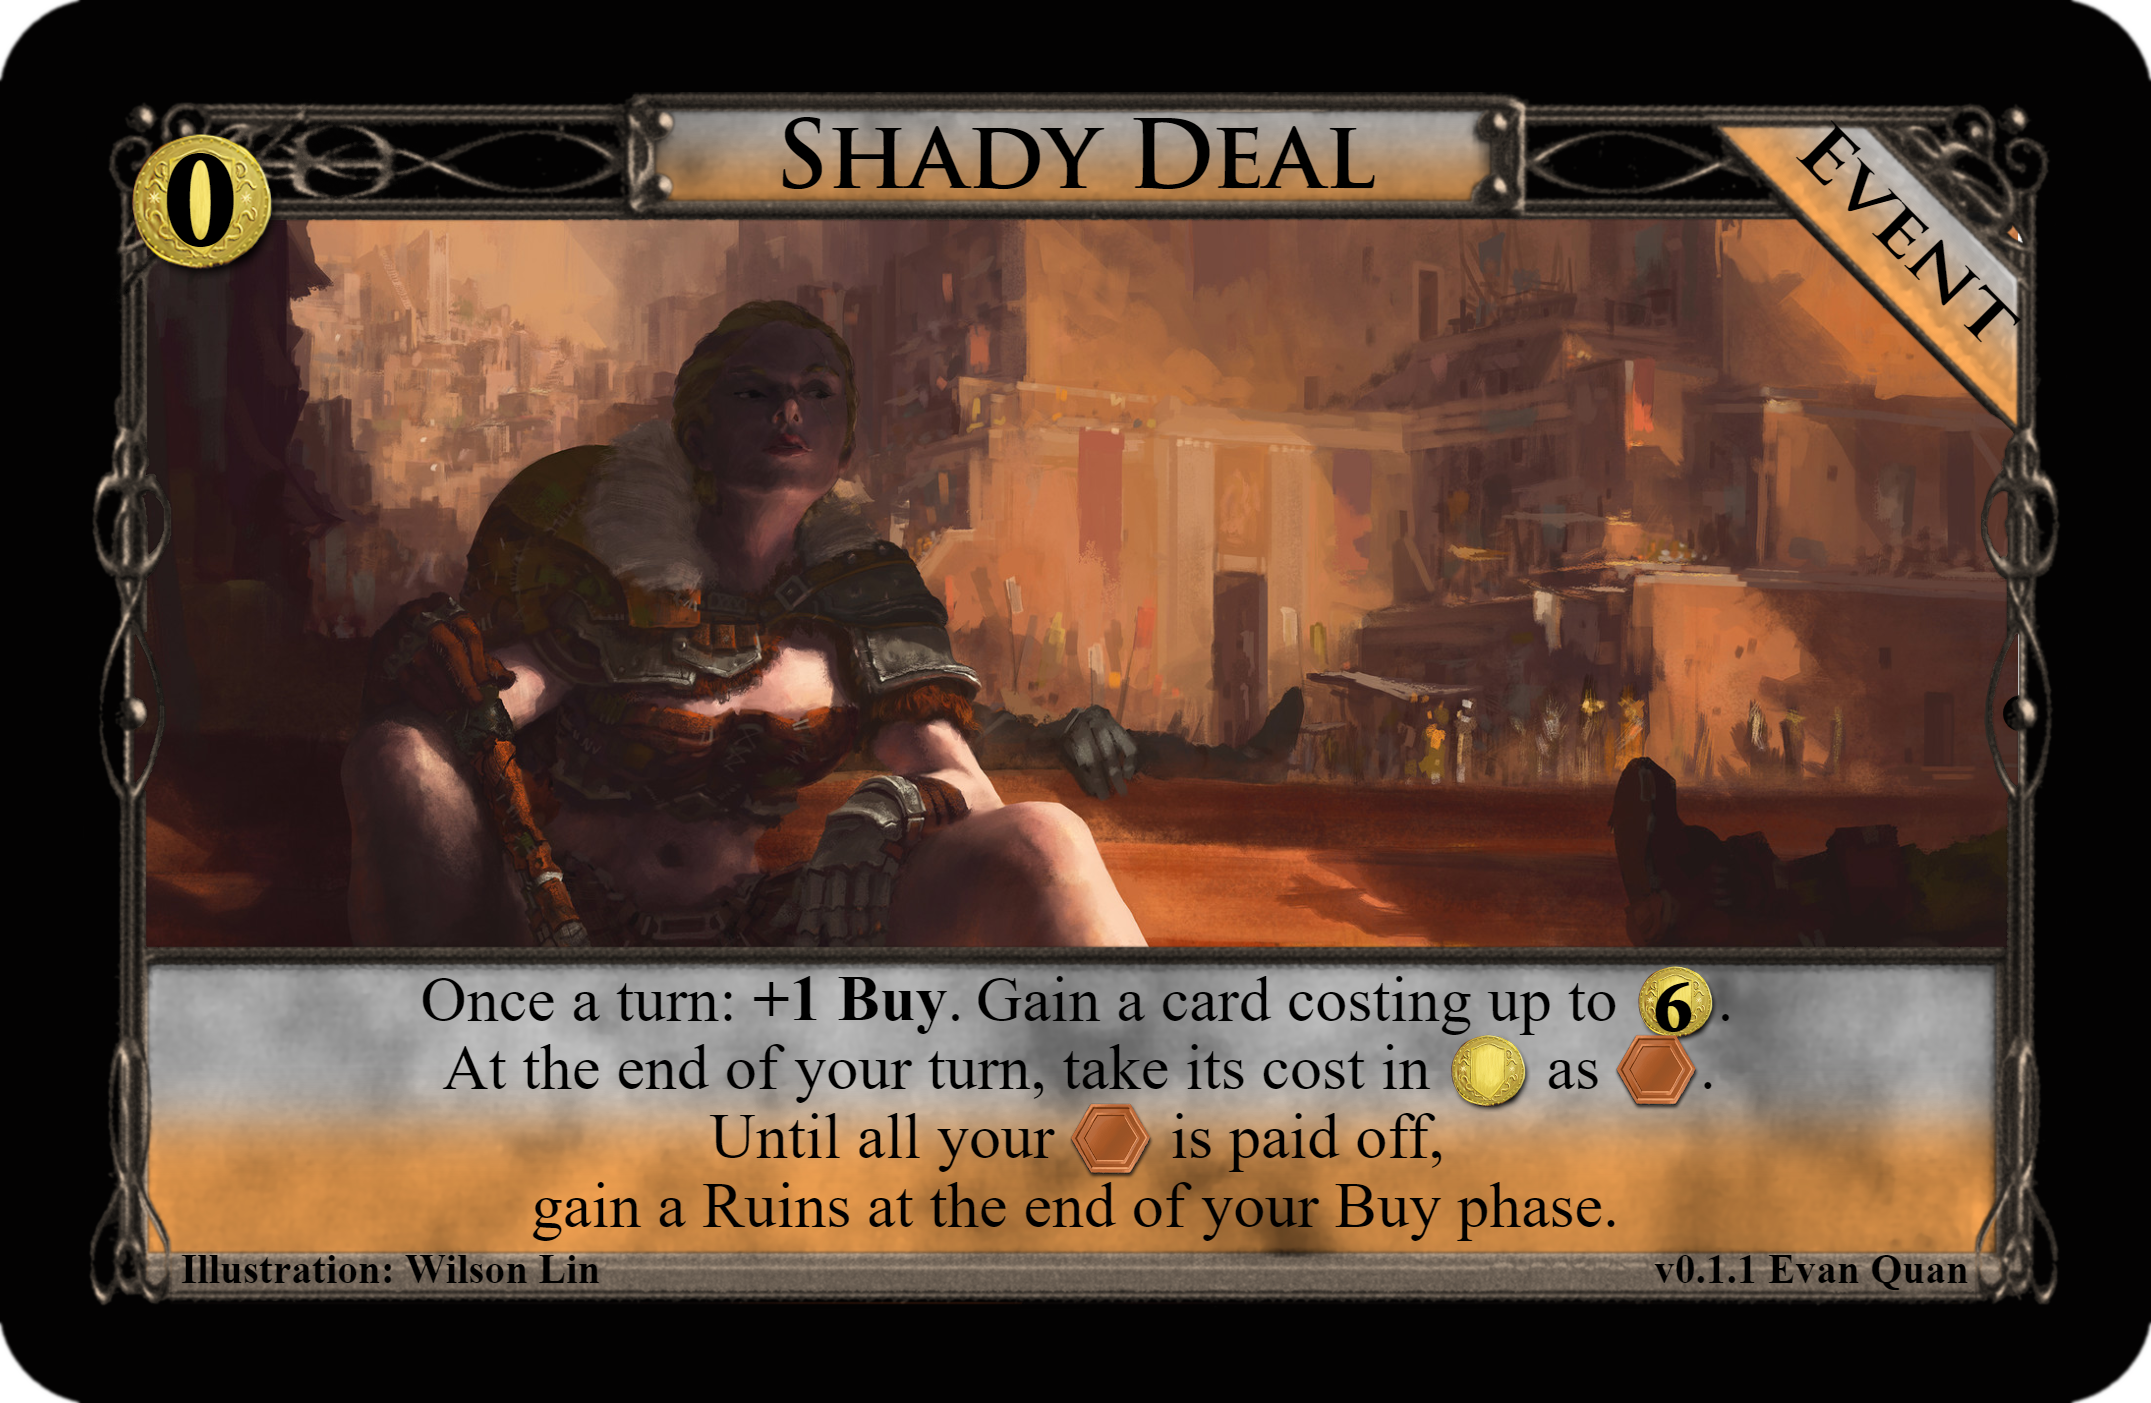 SHADY DEAL
0
EVENT
Once a turn: +1 Buy. Gain a card costing up to 6.
At the end of your turn, take its cost in as .
Until all your is paid off,
gain a Ruins at the end of your Buy phase.
Illustration: Wilson Lin
v0.1.1 Evan Quan